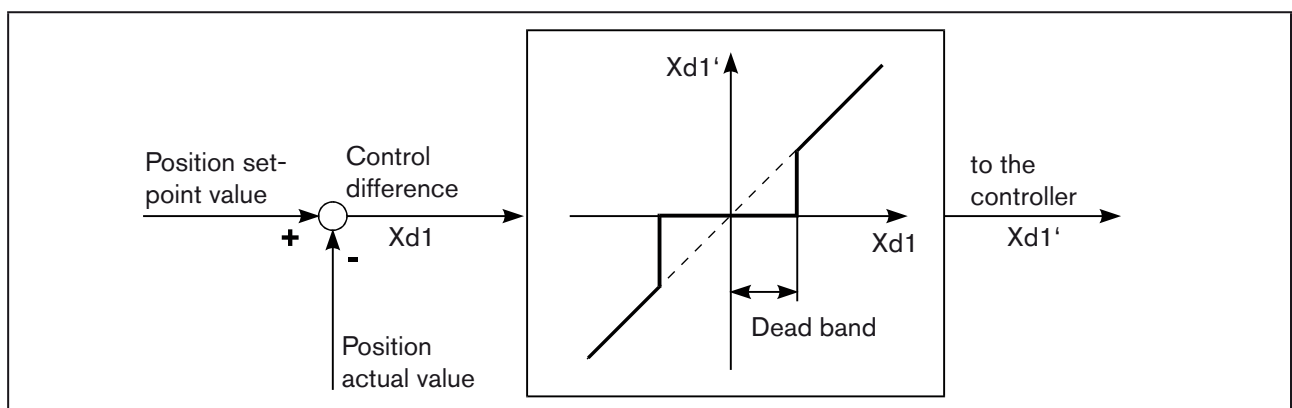 Position set-
point value
+
-
Position
actual value
Control
difference
Xd1
Xd1‘
Xd1
Dead band
to the
controller
Xd1‘